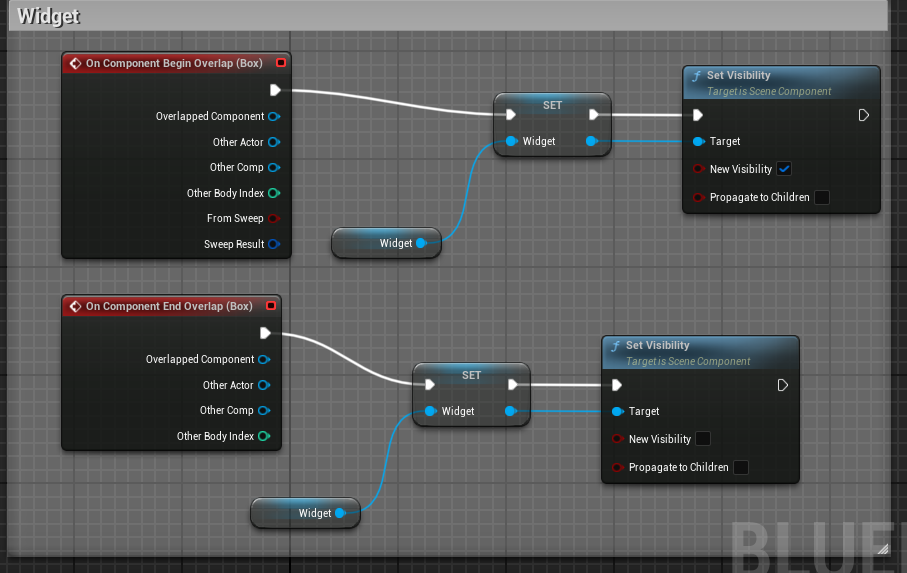 Widget
On Component Begin Overlap (Box)
Overlapped Component
Other Actor
Other Comp
Other Body Index
From Sweep
Sweep Result
SET
Widget
Widget
Set Visibility
Target is Scene Component
Target
New Visibility
Propagate to Children
On Component End Overlap (Box)
Overlapped Component
Other Actor
Other Comp
Other Body Index
SET
Widget
Widget
Set Visibility
Target is Scene Component
Target
New Visibility
Propagate to Children
BLUE